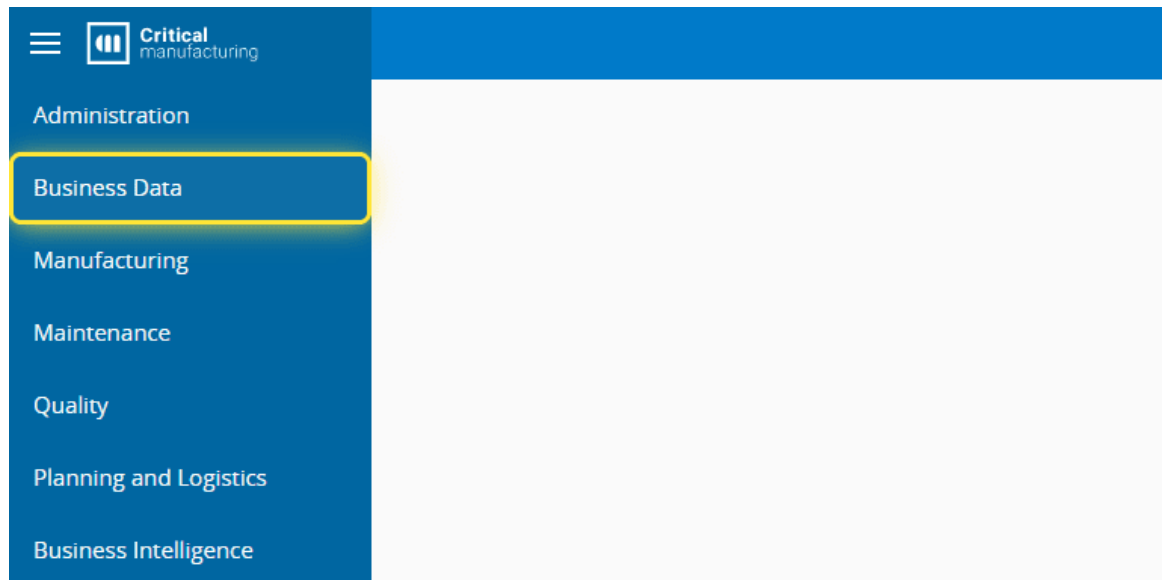 Critical
manufacturing
Administration
Business Data
Manufacturing
Maintenance
Quality
Planning and Logistics
Business Intelligence